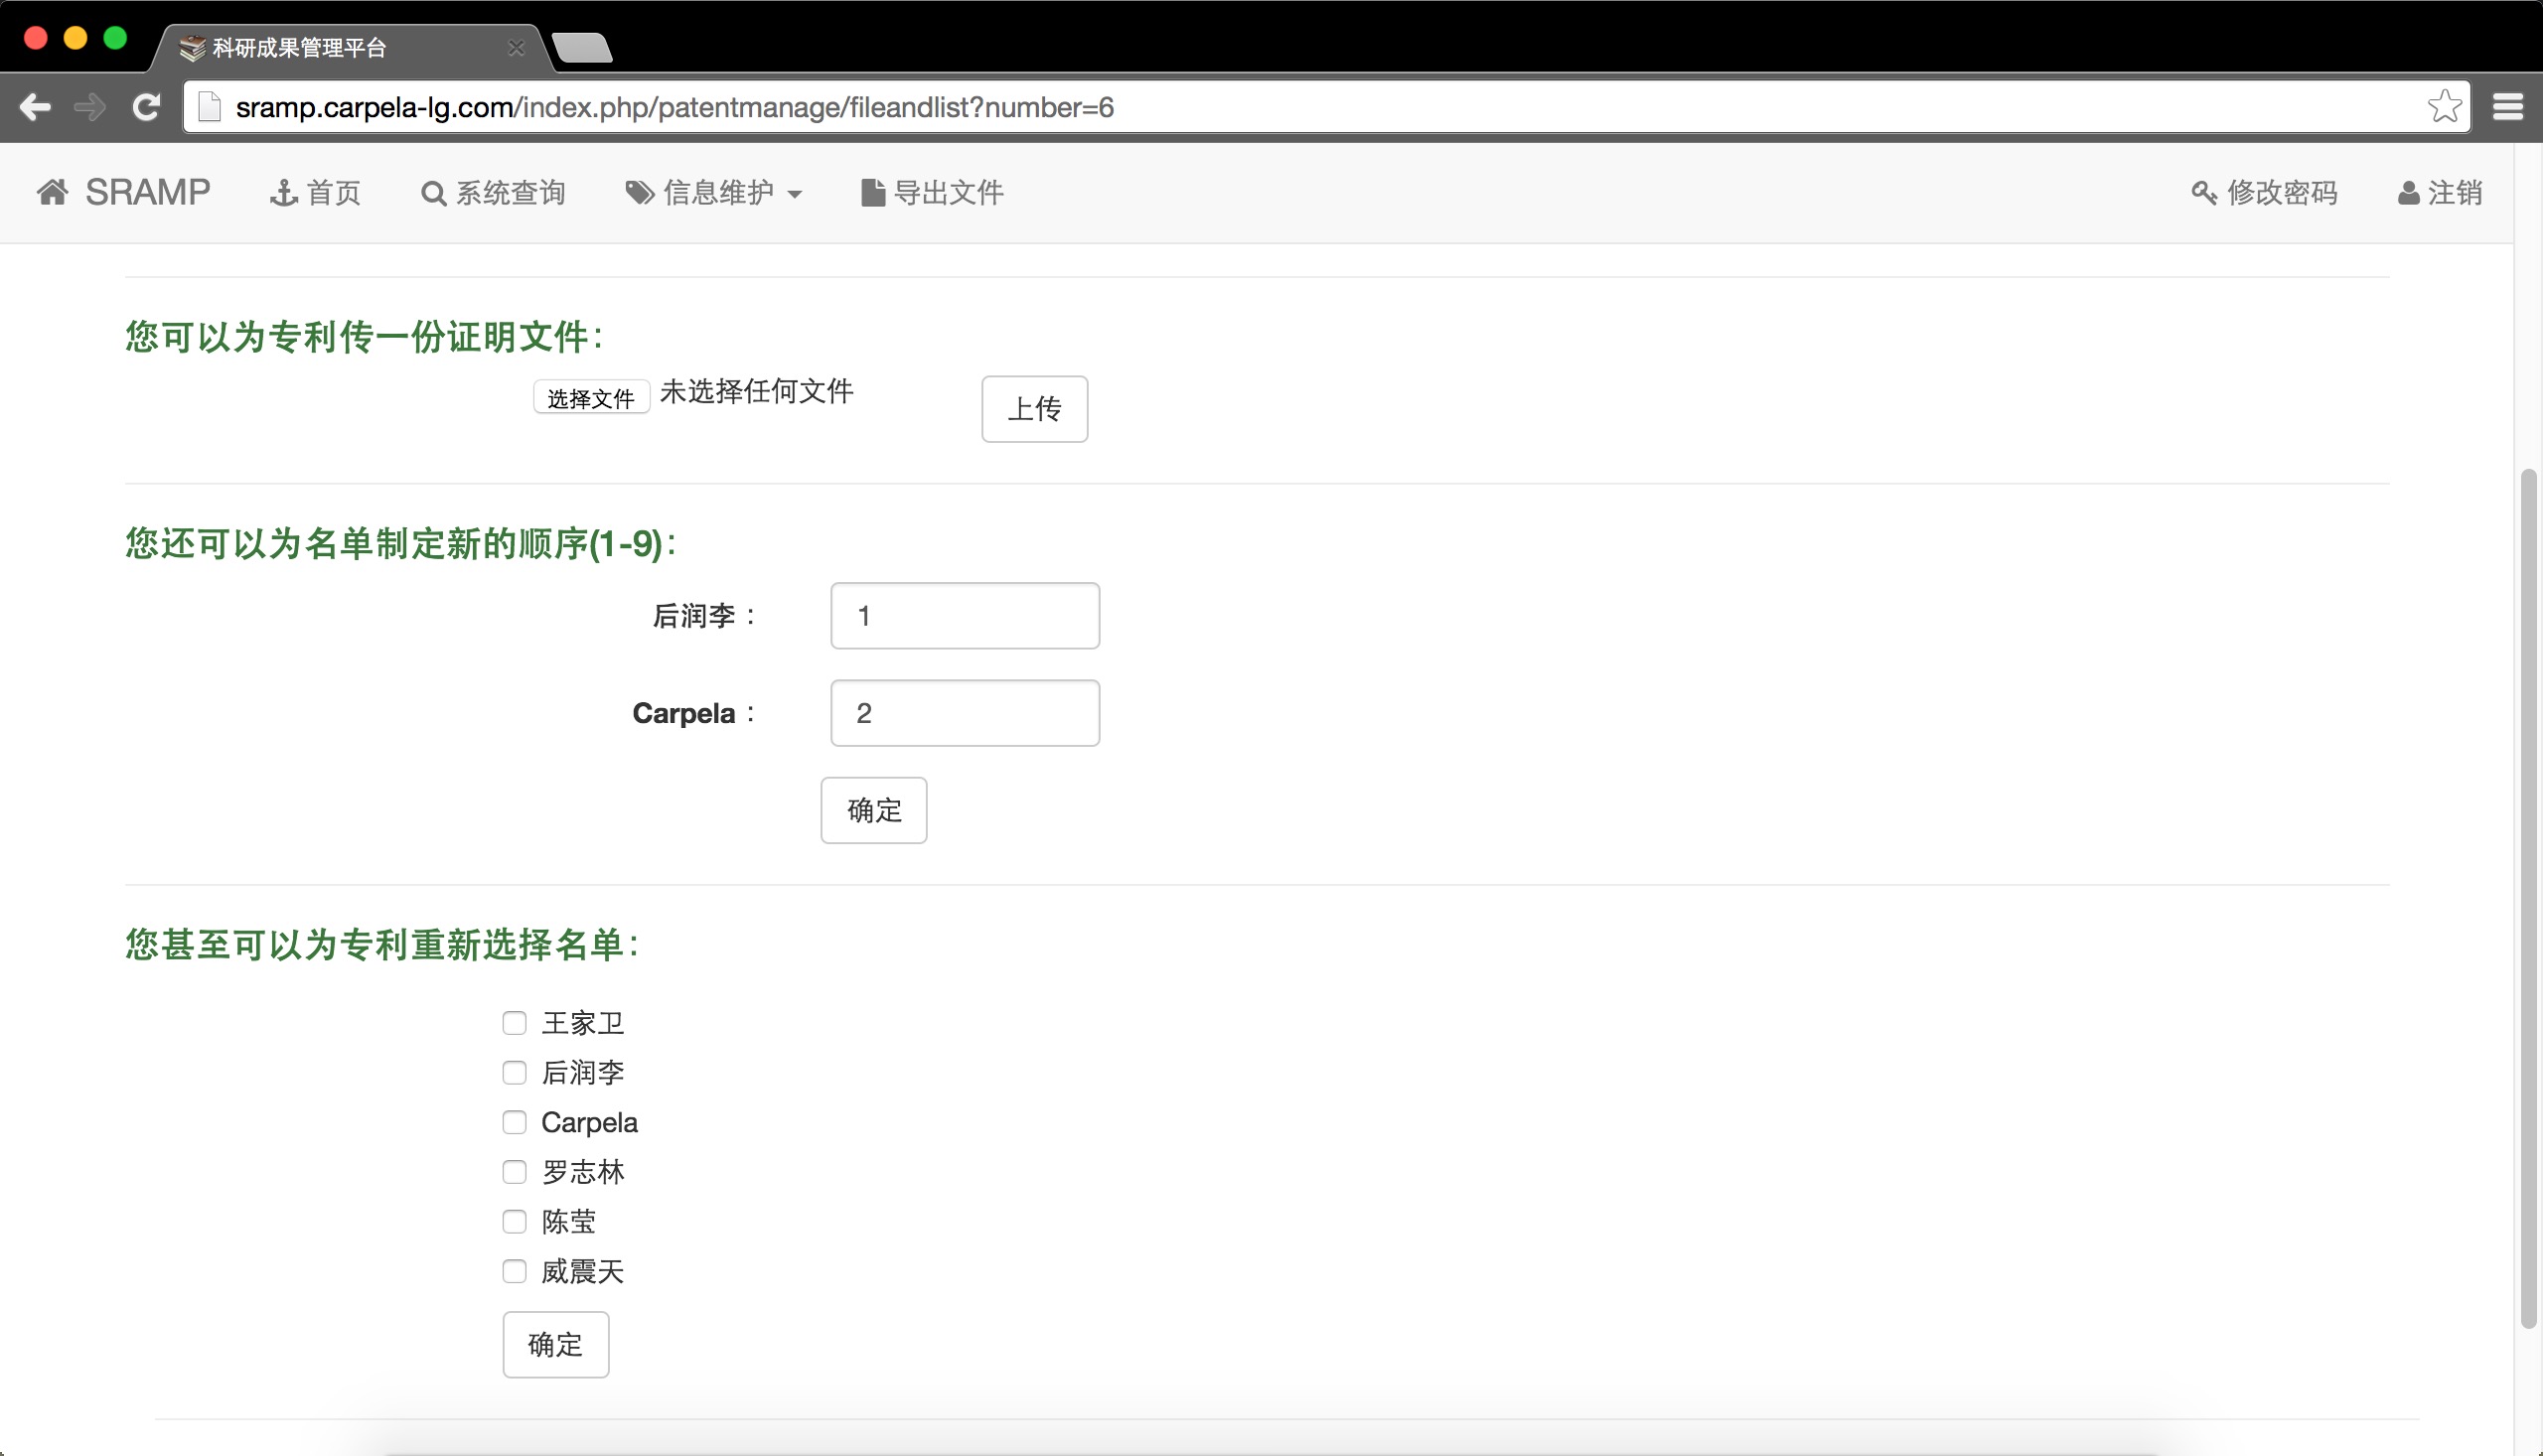 科研成果管理平台
sramp.carpela-lg.com/index.php/patentmanage/fileandlist?number=6
SRAMP 首页 系统查询 信息维护 导出文件 修改密码 注销
您可以为专利传一份证明文件：
选择文件 未选择任何文件 上传
您还可以为名单制定新的顺序(1-9)：
后润李： 1
Carpela： 2
确定
您甚至可以为专利重新选择名单：
王家卫
后润李
Carpela
罗志林
陈莹
威震天
确定